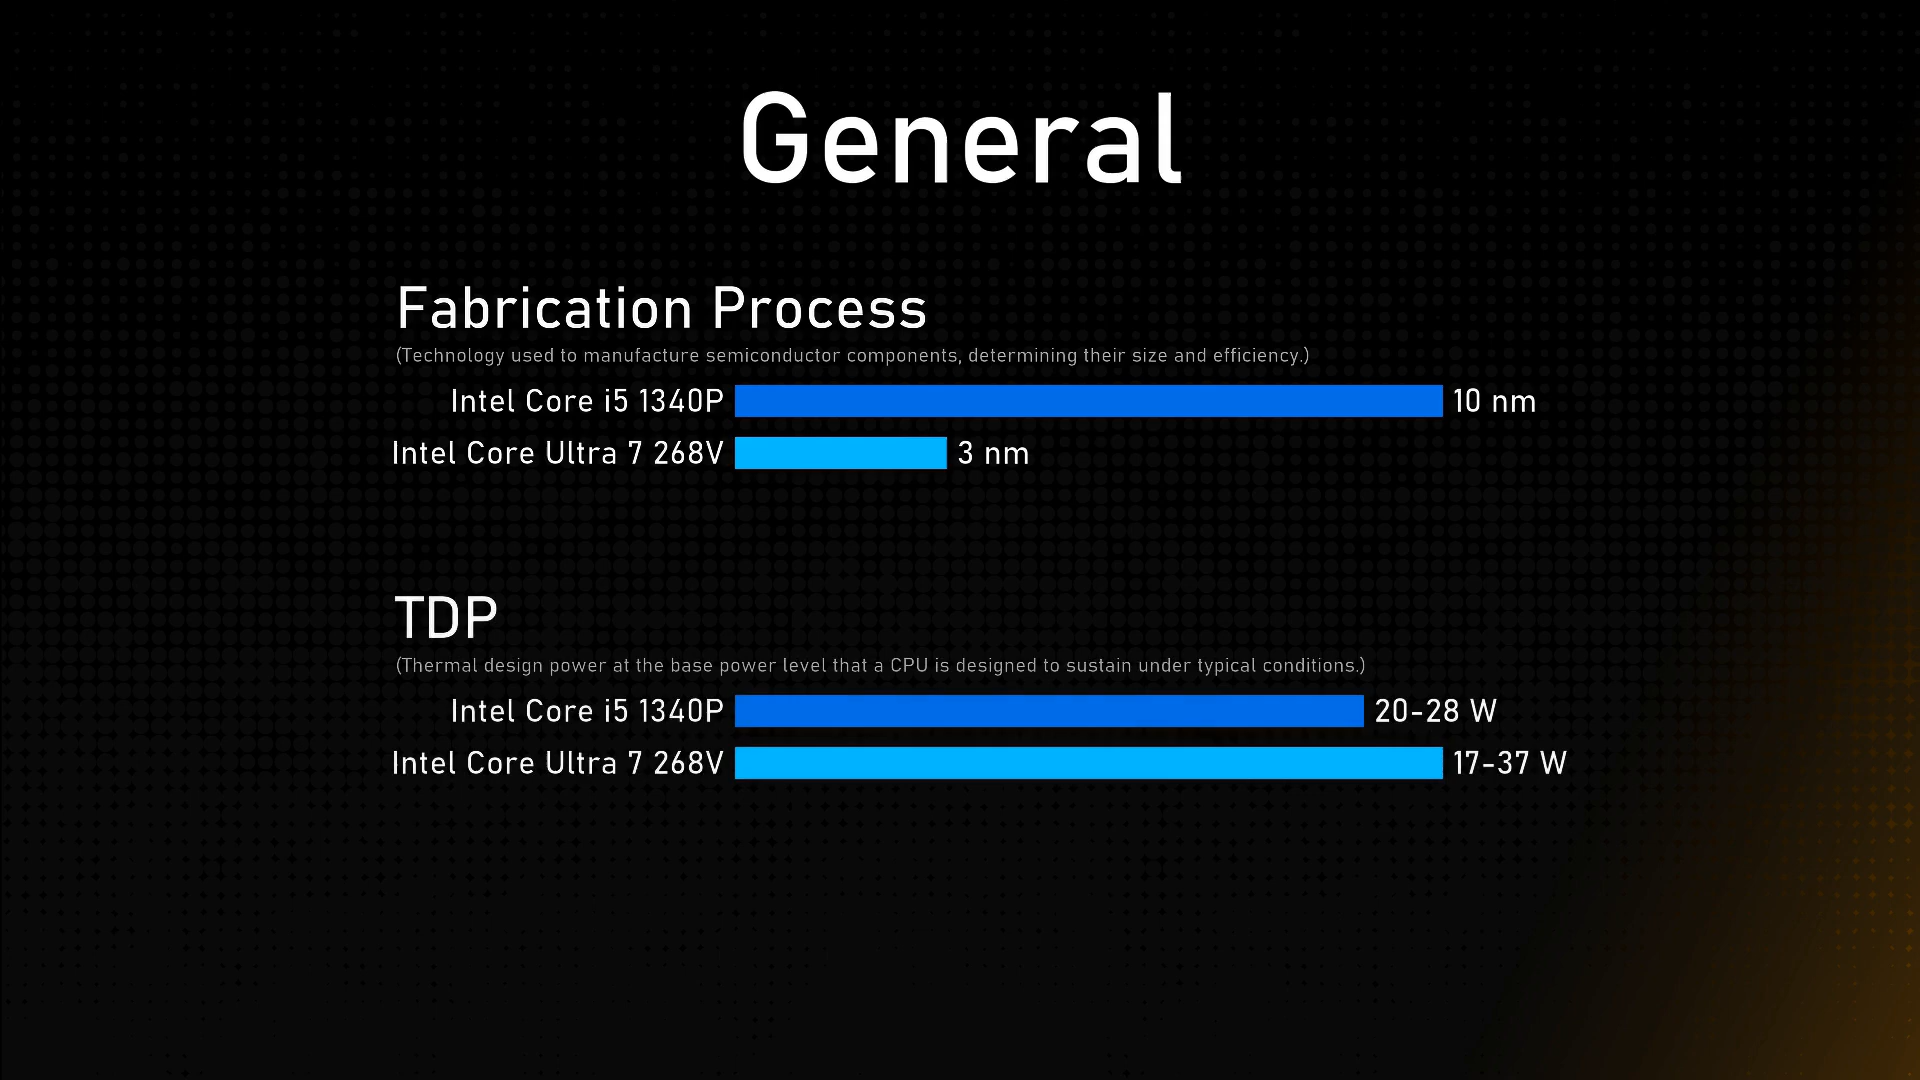 General
Fabrication Process
(Technology used to manufacture semiconductor components, determining their size and efficiency.)
Intel Core i5 1340P 10 nm
Intel Core Ultra 7 268V 3 nm
TDP
(Thermal design power at the base power level that a CPU is designed to sustain under typical conditions.)
Intel Core i5 1340P 20-28 W
Intel Core Ultra 7 268V 17-37 W